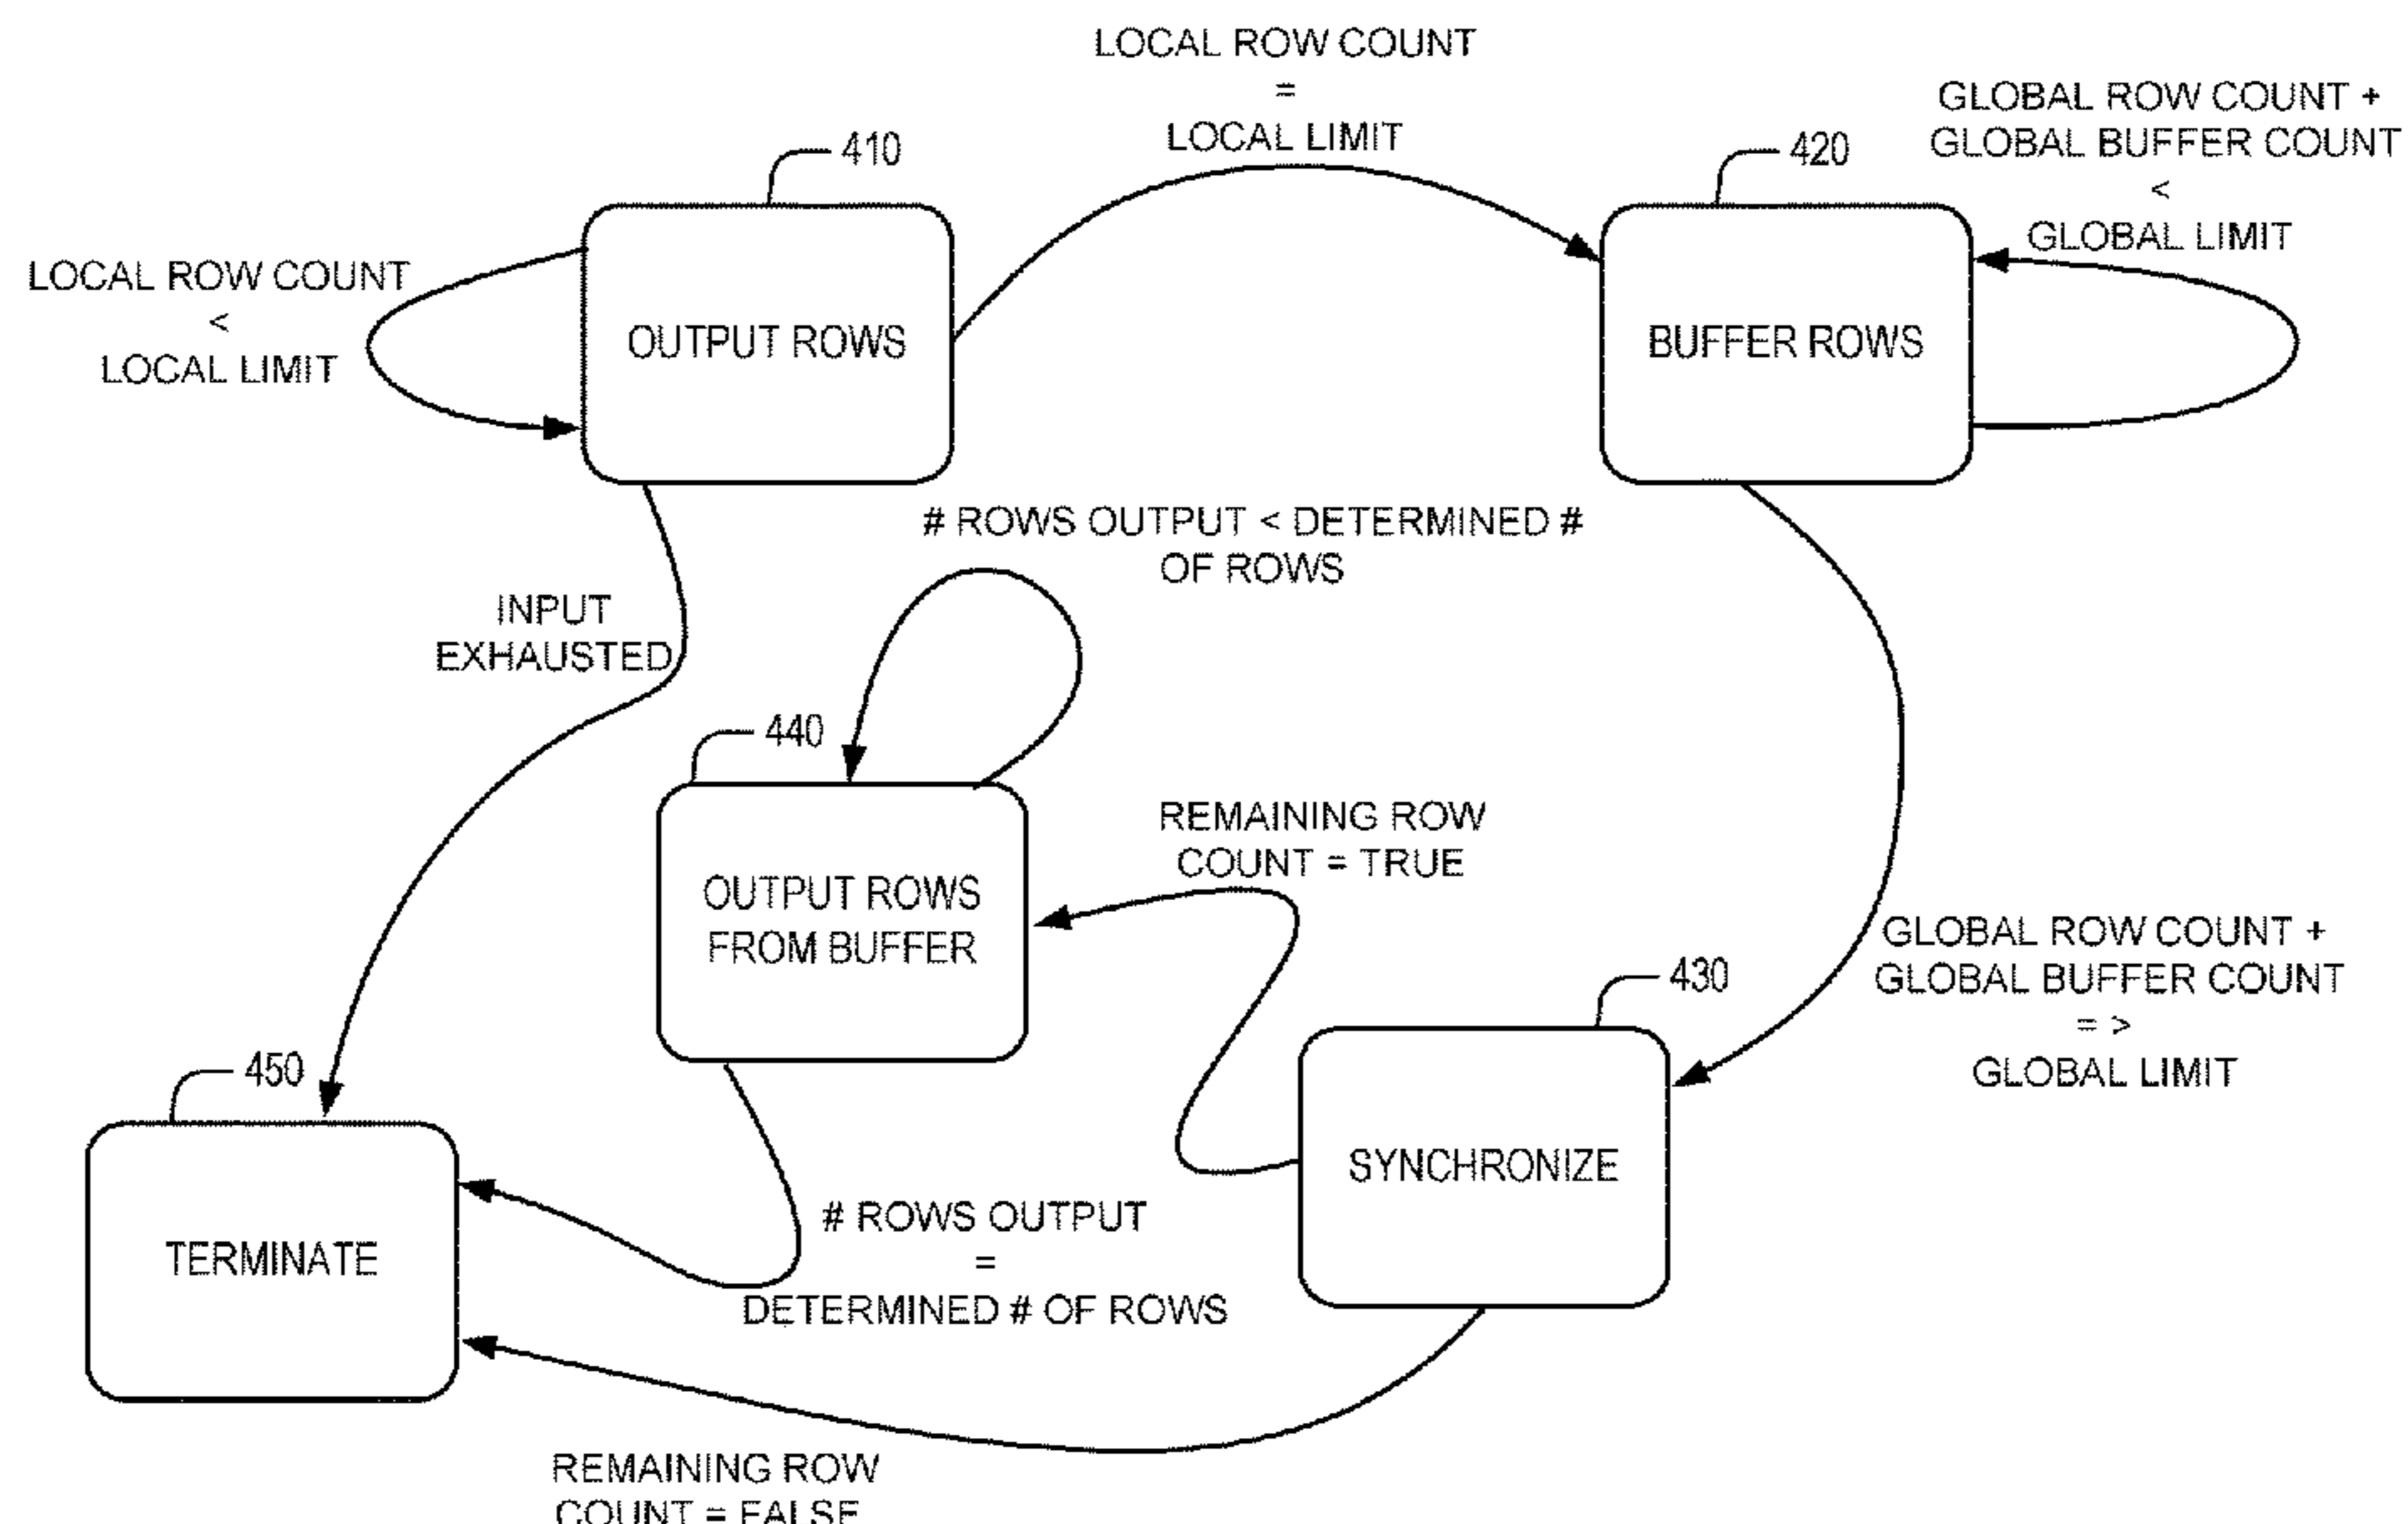 LOCAL ROW COUNT
=
LOCAL LIMIT
GLOBAL ROW COUNT +
GLOBAL BUFFER COUNT
<
GLOBAL LIMIT
410
420
LOCAL ROW COUNT
<
LOCAL LIMIT
OUTPUT ROWS
BUFFER ROWS
# ROWS OUTPUT < DETERMINED #
OF ROWS
INPUT
EXHAUSTED
440
REMAINING ROW
COUNT = TRUE
OUTPUT ROWS
FROM BUFFER
GLOBAL ROW COUNT +
GLOBAL BUFFER COUNT
= >
GLOBAL LIMIT
430
450
SYNCHRONIZE
# ROWS OUTPUT
=
DETERMINED # OF ROWS
TERMINATE
REMAINING ROW
COUNT = FALSE